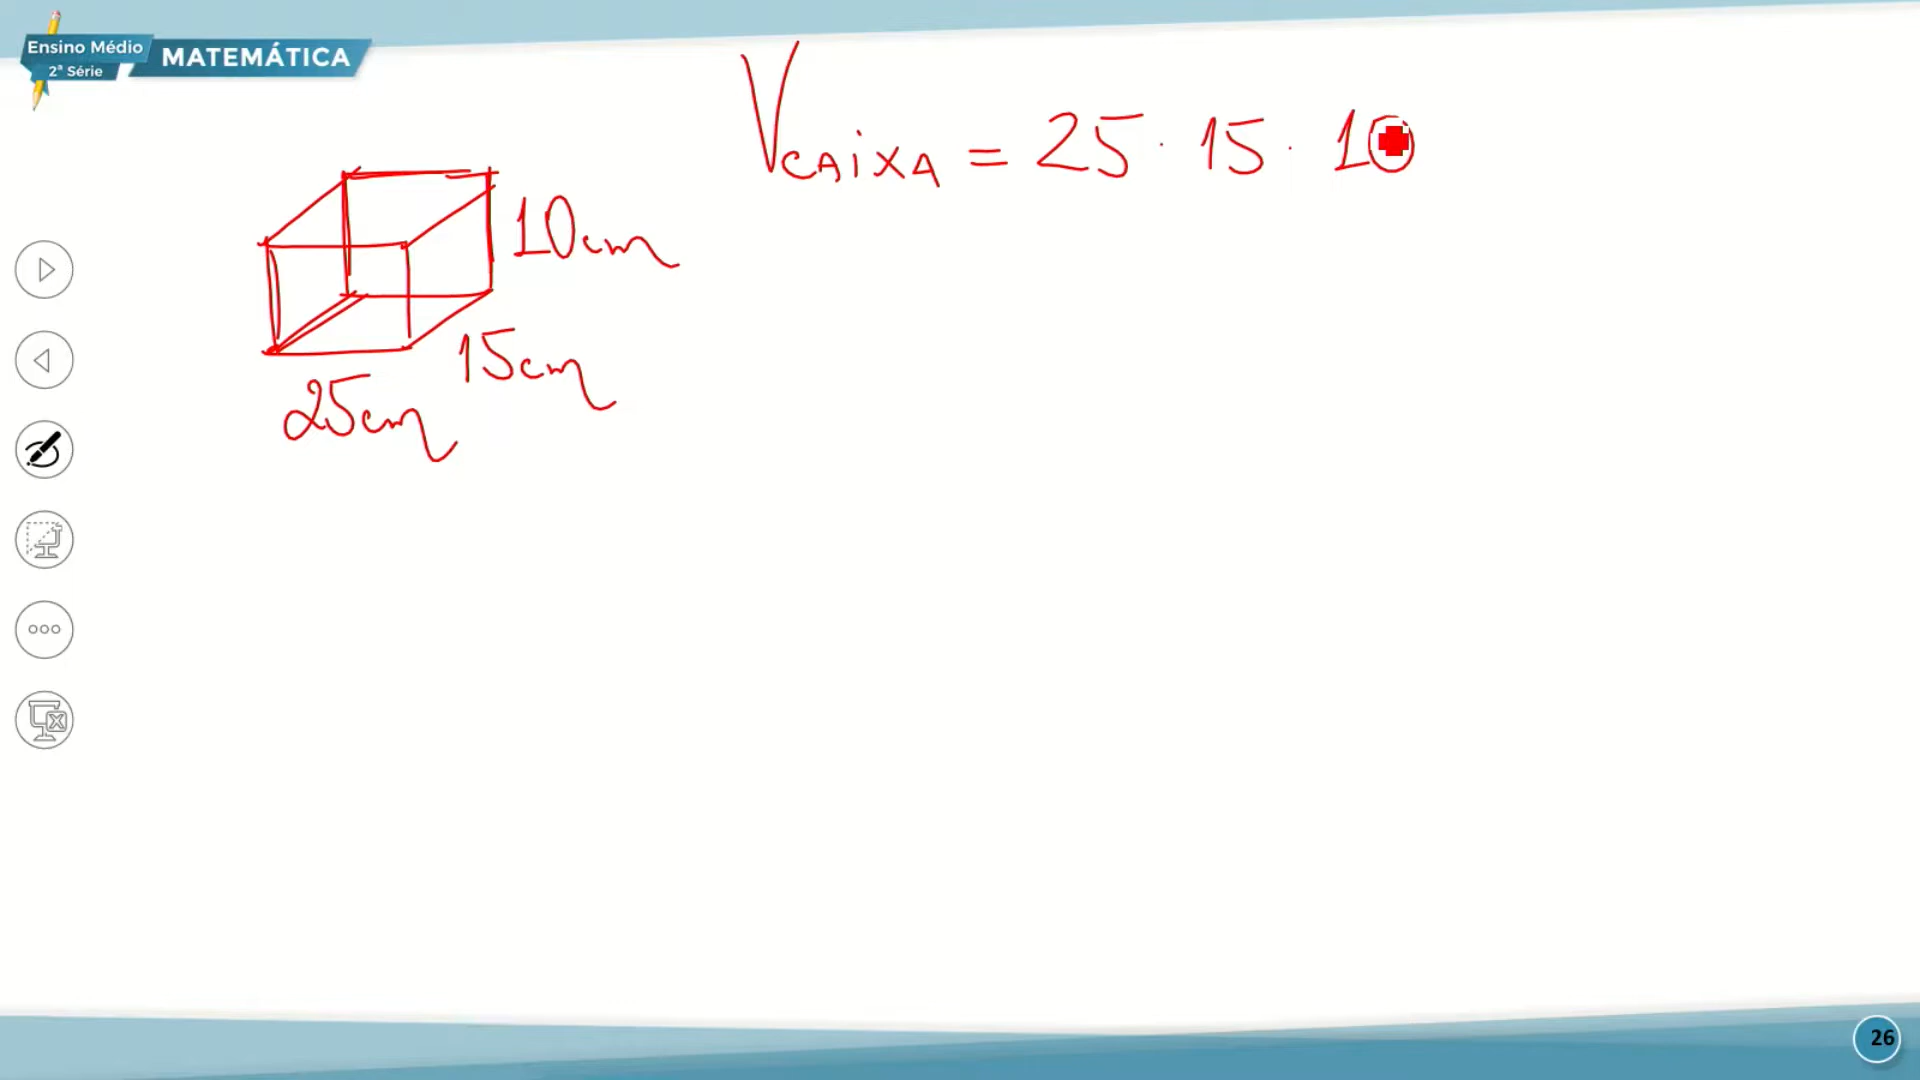 Ensino Médio
2ª Série
MATEMÁTICA
VCAiXA = 25 · 15 · 10
10cm
15cm
25cm
26